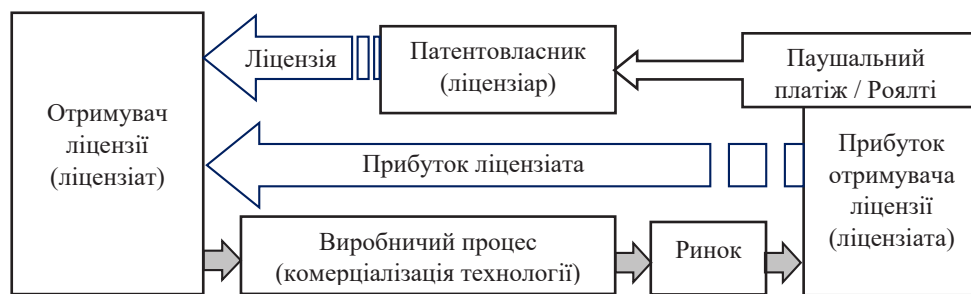 Ліцензія
Патентовласник
(ліцензіар)
Паушальний
платіж / Роялті
Отримувач
ліцензії
(ліцензіат)
Прибуток ліцензіата
Прибуток
отримувача
ліцензії
(ліцензіата)
Виробничий процес
(комерціалізація технології)
Ринок